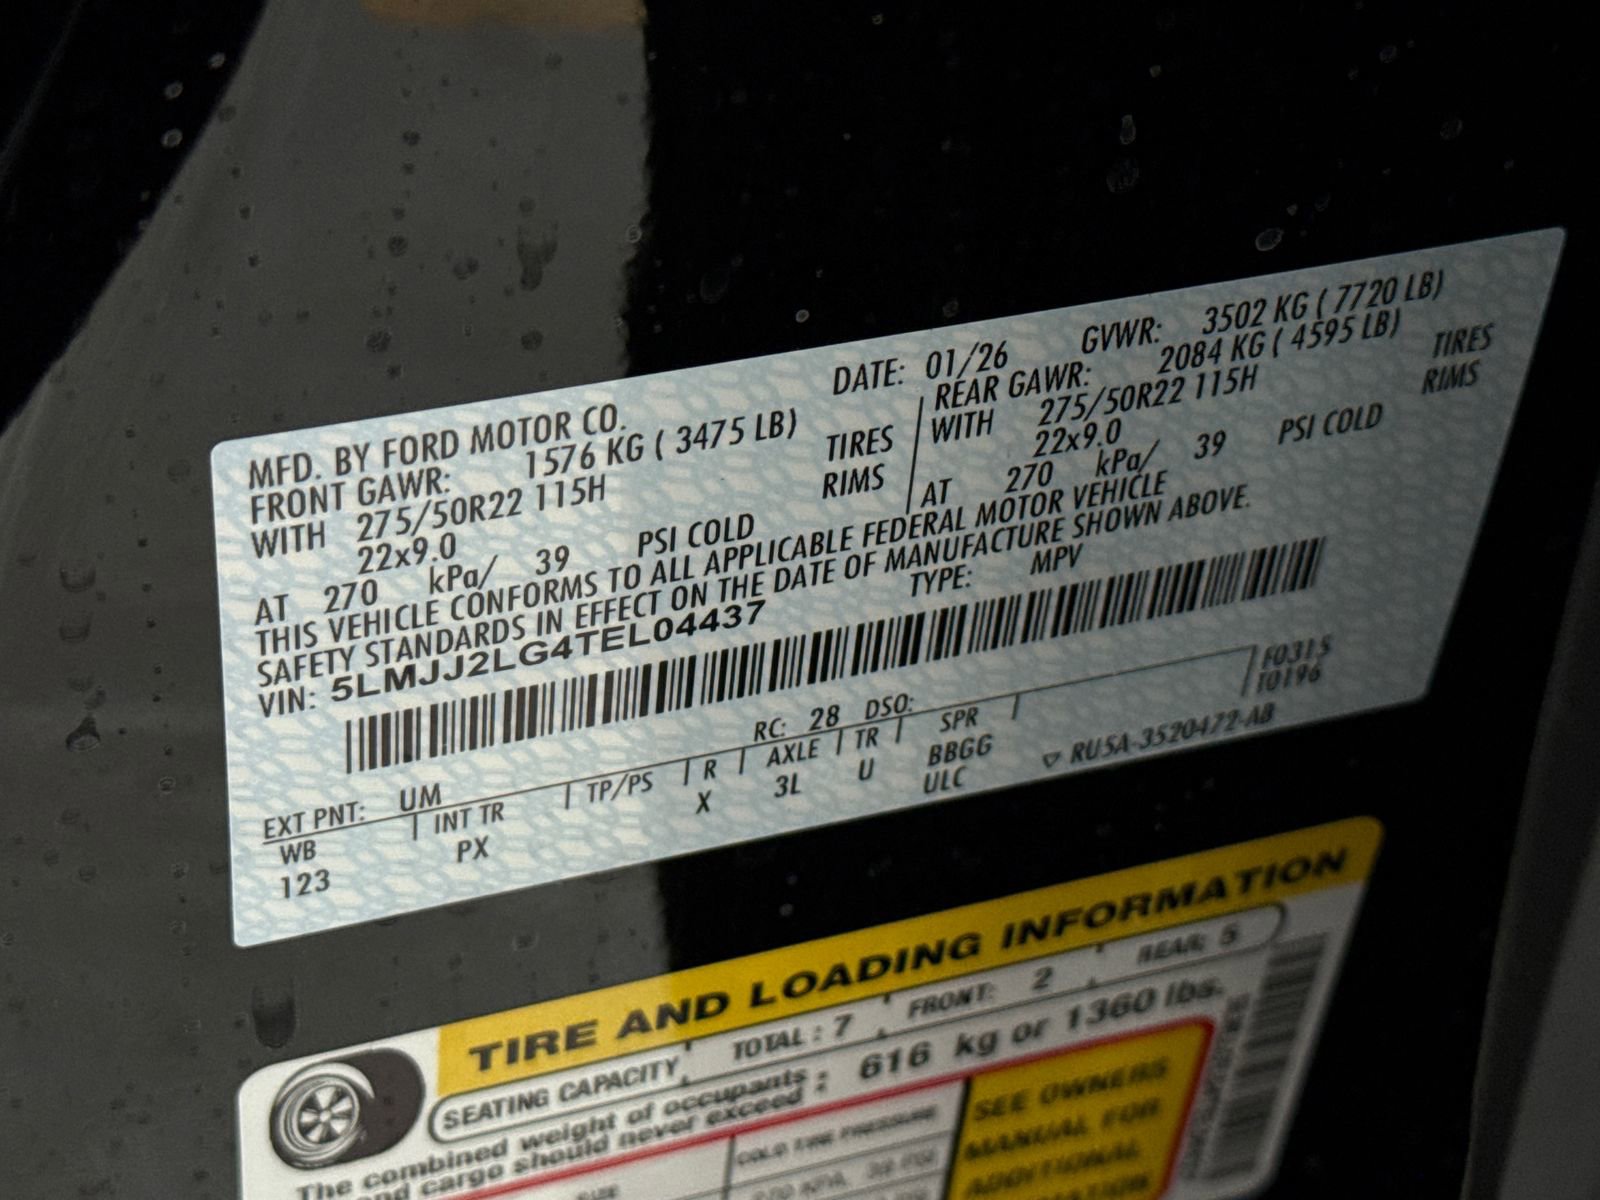 MFD. BY FORD MOTOR CO.
DATE: 01/26 GVWR: 3502 KG ( 7720 LB)
FRONT GAWR: 1576 KG ( 3475 LB)
WITH 275/50R22 115H TIRES
22x9.0 RIMS
AT 270 kPa/ 39 PSI COLD
REAR GAWR: 2084 KG ( 4595 LB)
WITH 275/50R22 115H TIRES
22x9.0 RIMS
AT 270 kPa/ 39 PSI COLD
THIS VEHICLE CONFORMS TO ALL APPLICABLE FEDERAL MOTOR VEHICLE
SAFETY STANDARDS IN EFFECT ON THE DATE OF MANUFACTURE SHOWN ABOVE.
VIN: 5LMJJ2LG4TEL04437 TYPE: MPV
F0315
T0196
EXT PNT: UM RC: 28 DSO:
WB INT TR TP/PS R AXLE TR SPR
123 PX X 3L U BBGG
ULC
RU5A-3520472-AB
TIRE AND LOADING INFORMATION
SEATING CAPACITY TOTAL : 7 FRONT: 2 REAR: 5
The combined weight of occupants : 616 kg or 1360 lbs.
and cargo should never exceed :
SIZE COLD TIRE PRESSURE
SEE OWNERS
MANUAL FOR
ADDITIONAL